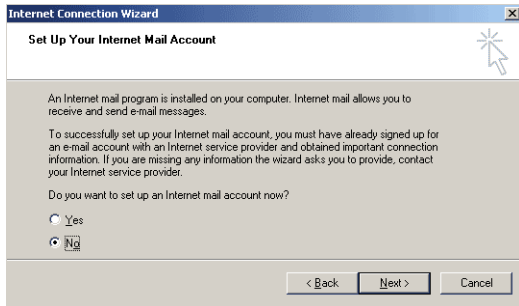 Internet Connection Wizard
Set Up Your Internet Mail Account
An Internet mail program is installed on your computer. Internet mail allows you to
receive and send e-mail messages.
To successfully set up your Internet mail account, you must have already signed up for
an e-mail account with an Internet service provider and obtained important connection
information. If you are missing any information the wizard asks you to provide, contact
your Internet service provider.
Do you want to set up an Internet mail account now?
Yes
No
< Back Next > Cancel